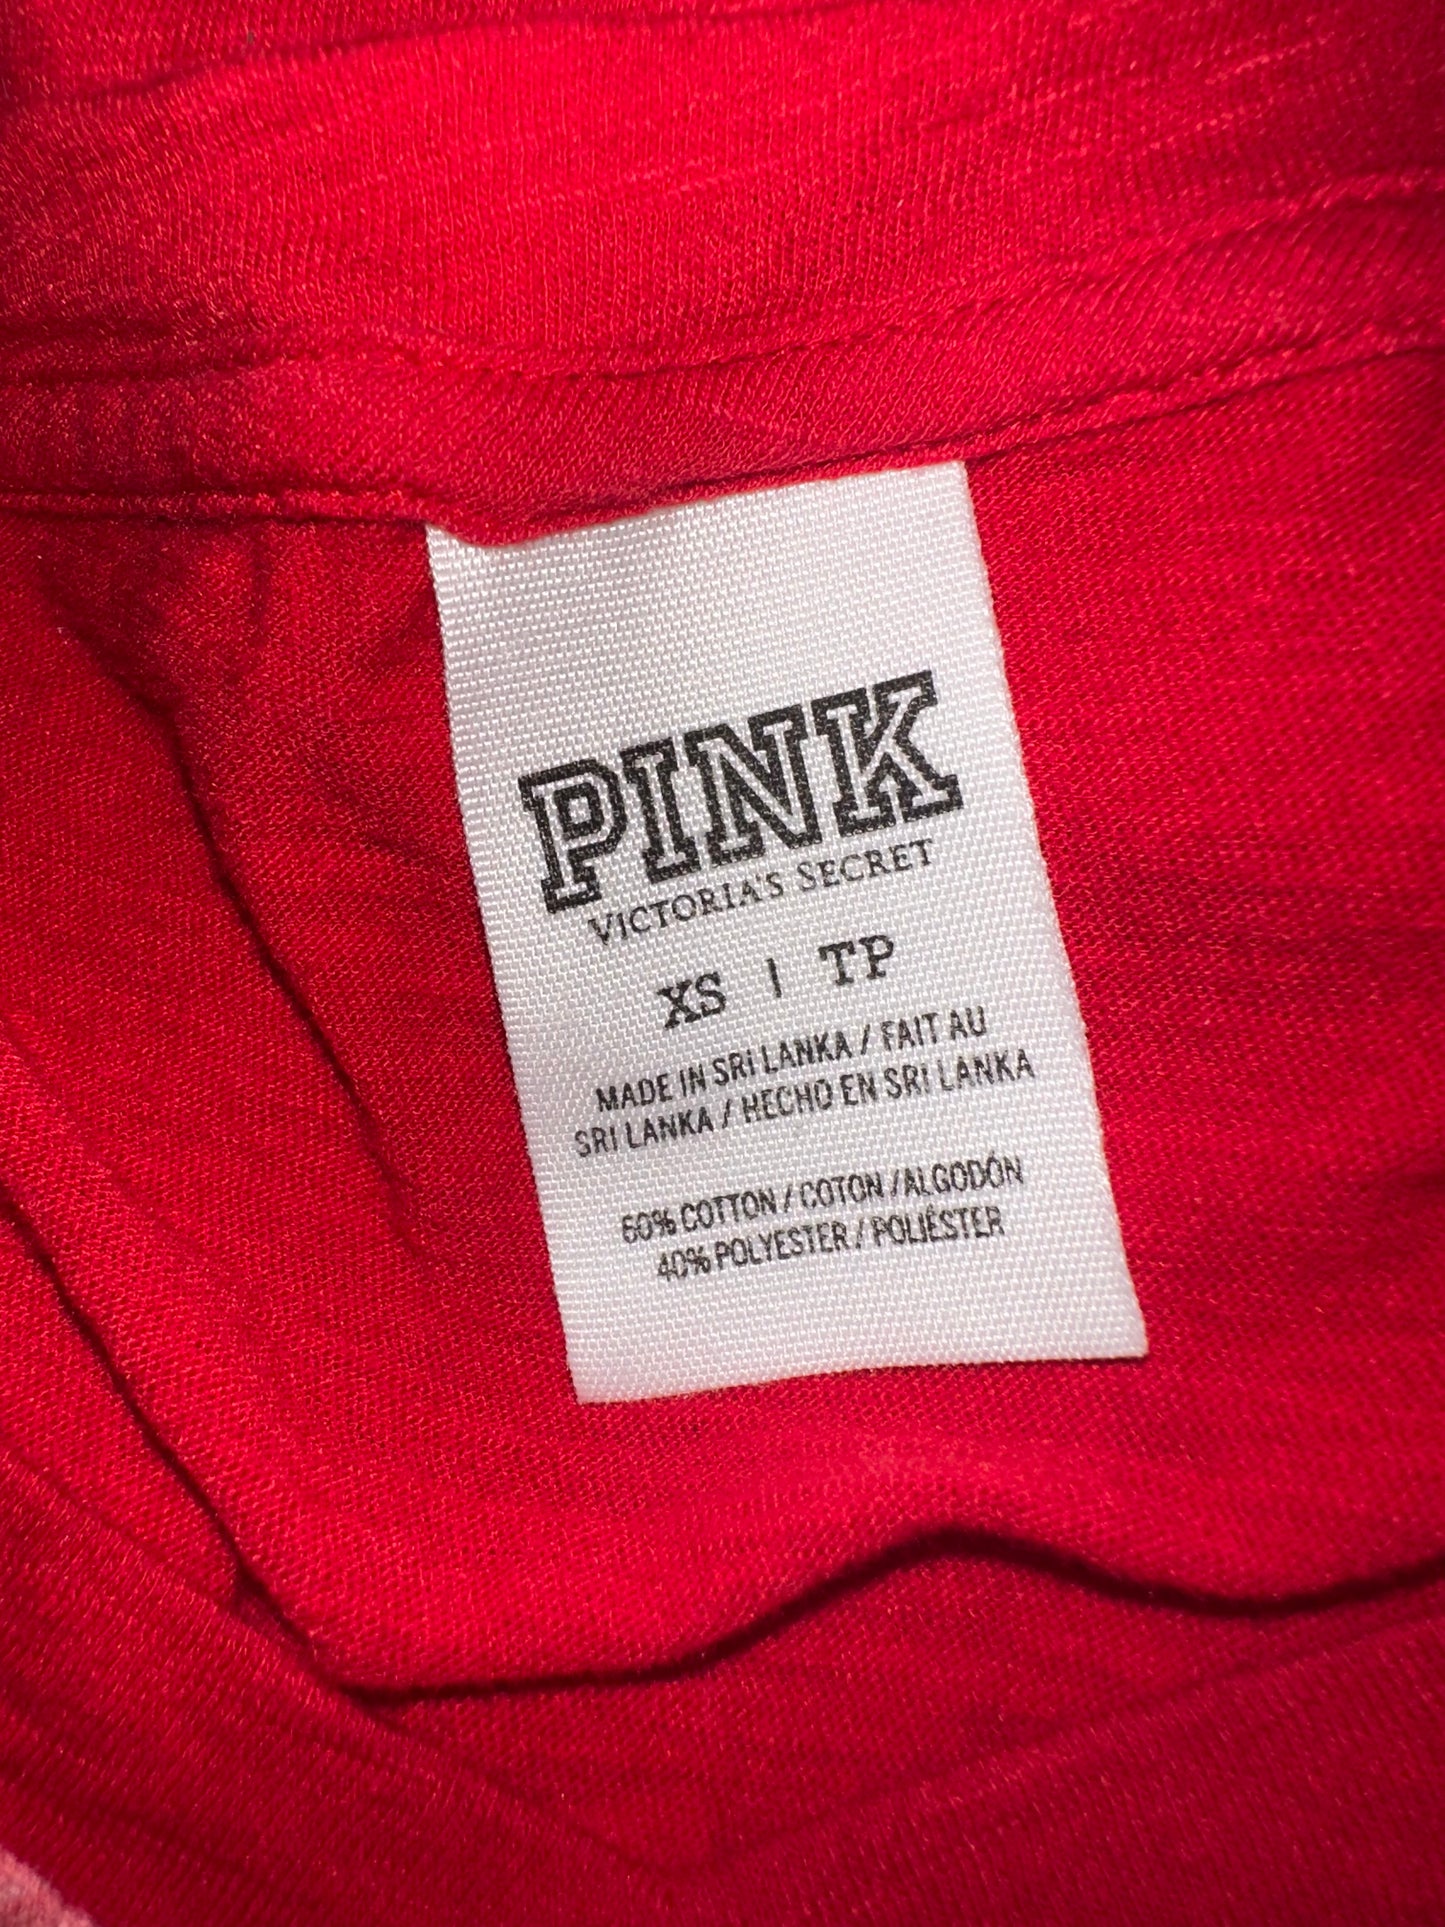 PINK
VICTORIA'S SECRET
XS | TP
MADE IN SRI LANKA / FAIT AU
SRI LANKA / HECHO EN SRI LANKA
60% COTTON / COTON / ALGODÓN
40% POLYESTER / POLIÉSTER